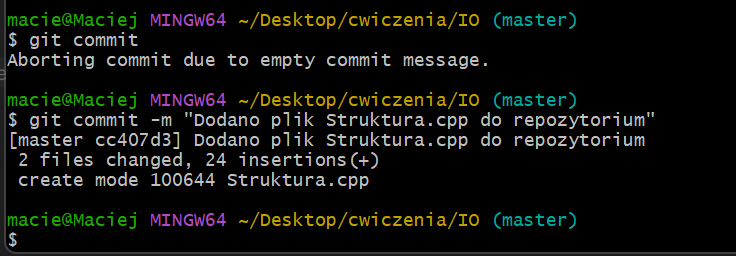 macie@Maciej MINGW64 ~/Desktop/cwiczenia/IO (master)
$ git commit
Aborting commit due to empty commit message.
macie@Maciej MINGW64 ~/Desktop/cwiczenia/IO (master)
$ git commit -m "Dodano plik Struktura.cpp do repozytorium"
[master cc407d3] Dodano plik Struktura.cpp do repozytorium
 2 files changed, 24 insertions(+)
 create mode 100644 Struktura.cpp
macie@Maciej MINGW64 ~/Desktop/cwiczenia/IO (master)
$